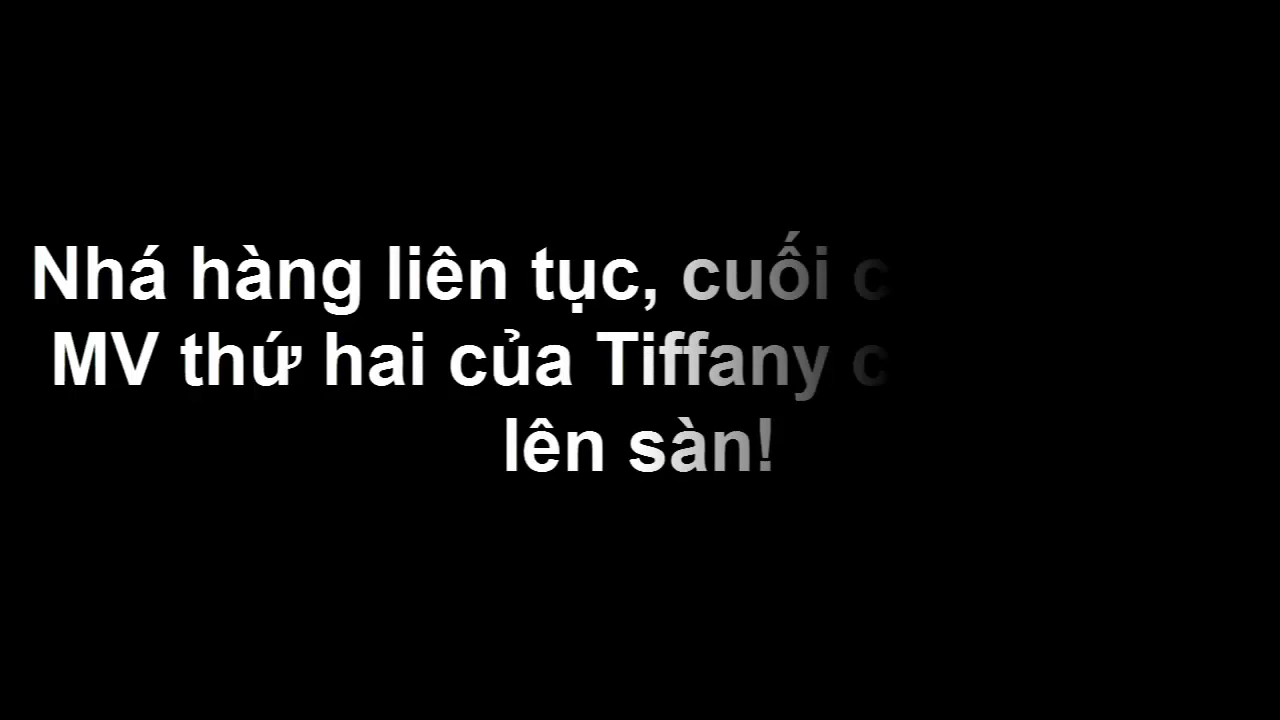 Nhá hàng liên tục, cuối
MV thứ hai của Tiffany
lên sàn!